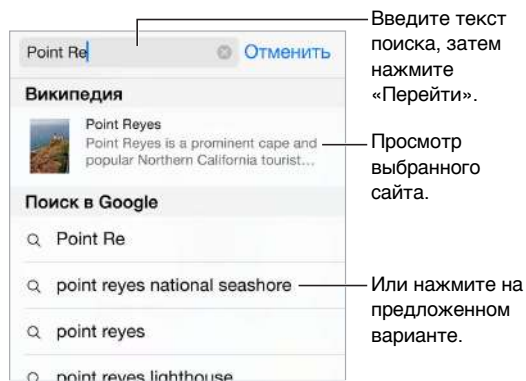 Point Re
Отменить
Википедия
Point Reyes
Point Reyes is a prominent cape and
popular Northern California tourist…
Поиск в Google
Point Re
point reyes national seashore
point reyes
point reyes lighthouse
Введите текст
поиска, затем
нажмите
«Перейти».
Просмотр
выбранного
сайта.
Или нажмите на
предложенном
варианте.